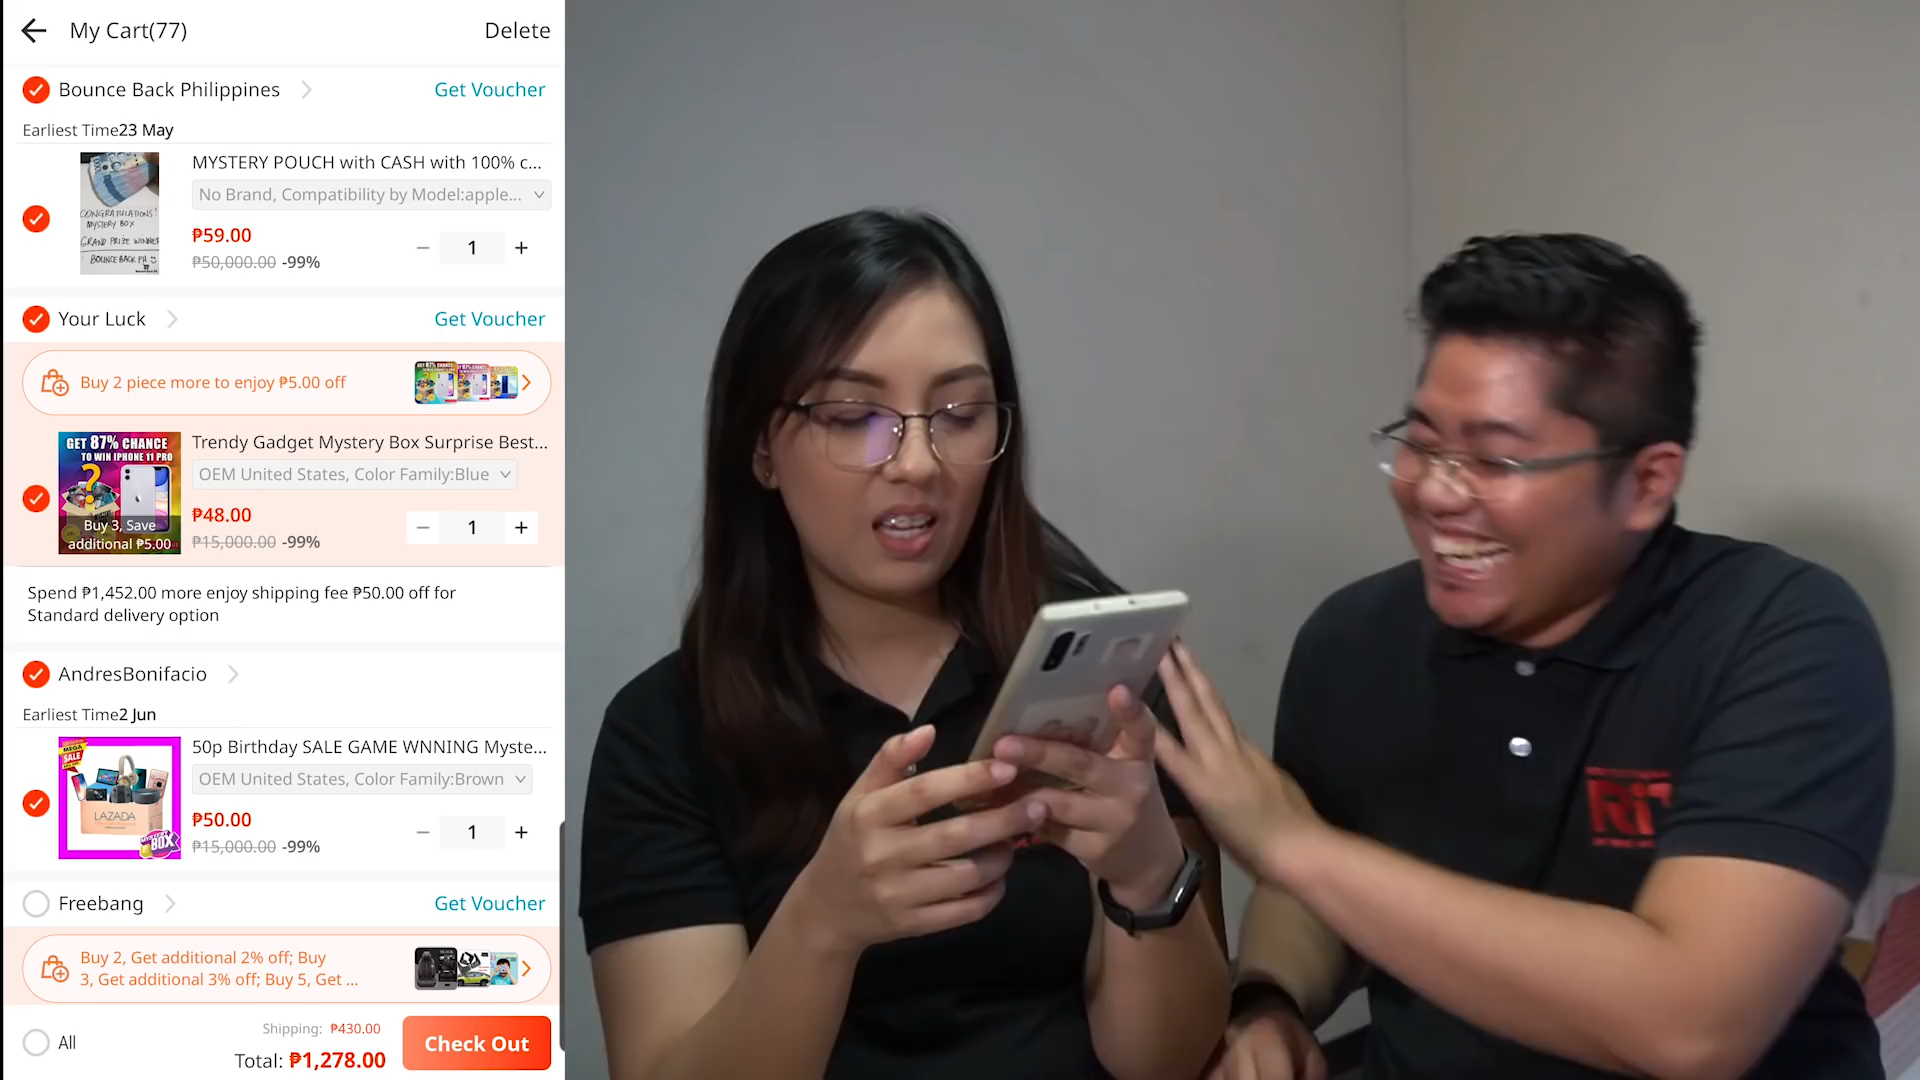 My Cart(77)
Delete
Bounce Back Philippines
Get Voucher
Earliest Time23 May
CONGRATULATIONS!
MYSTERY BOX
GRAND PRIZE WINNER
BOUNCE BACK PH
MYSTERY POUCH with CASH with 100% c...
No Brand, Compatibility by Model:apple...
₱59.00
₱50,000.00 -99%
1
Your Luck
Get Voucher
Buy 2 piece more to enjoy ₱5.00 off
GET 87% CHANCE
TO WIN IPHONE 11 PRO
Buy 3, Save
additional ₱5.00
Trendy Gadget Mystery Box Surprise Best...
OEM United States, Color Family:Blue
₱48.00
₱15,000.00 -99%
1
Spend ₱1,452.00 more enjoy shipping fee ₱50.00 off for
Standard delivery option
AndresBonifacio
Earliest Time2 Jun
MEGA
SALE
LAZADA
MYSTERY
BOX
50p Birthday SALE GAME WNNING Myste...
OEM United States, Color Family:Brown
₱50.00
₱15,000.00 -99%
1
Freebang
Get Voucher
Buy 2, Get additional 2% off; Buy
3, Get additional 3% off; Buy 5, Get ...
All
Shipping: ₱430.00
Total: ₱1,278.00
Check Out